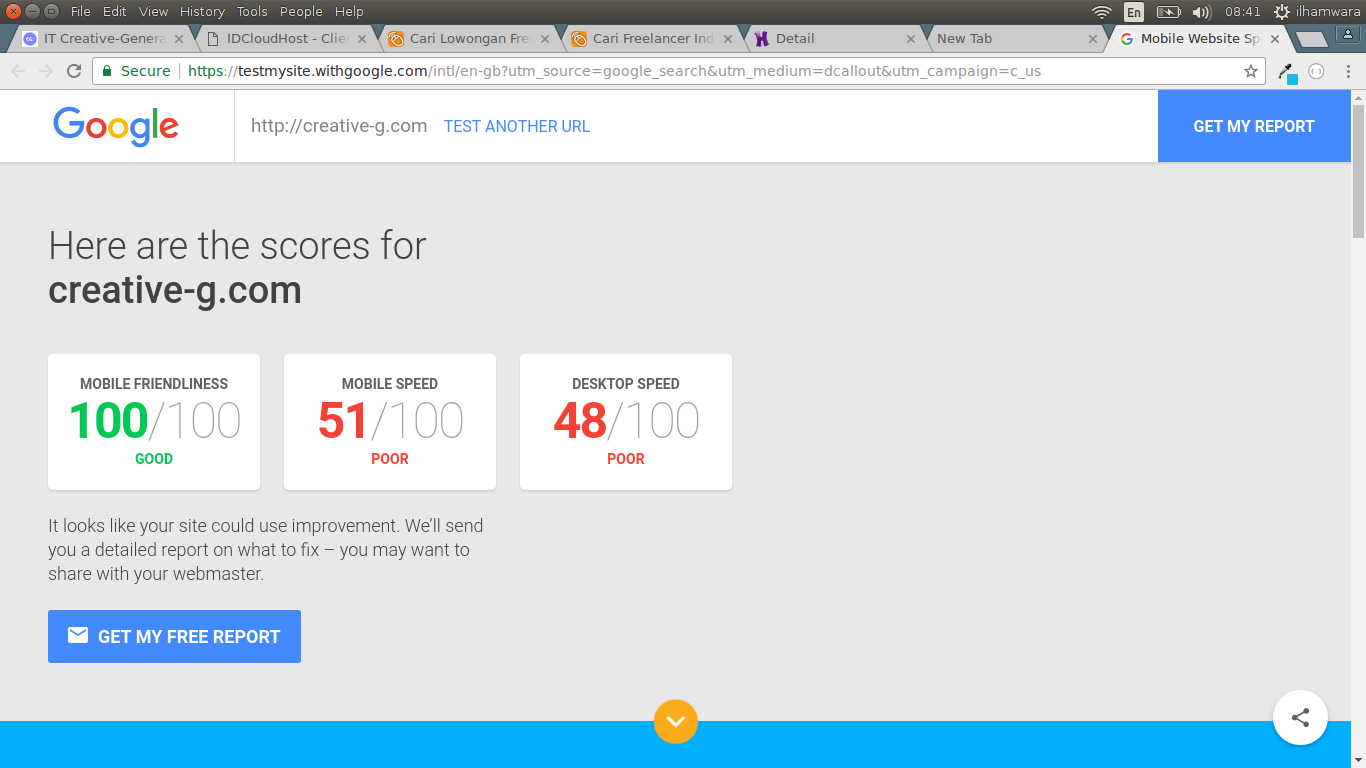 File Edit View History Tools People Help
En 08:41 ilhamwara
IT Creative-Genera
IDCloudHost - Clie
Cari Lowongan Fre
Cari Freelancer Ind
Detail
New Tab
Mobile Website Sp
Secure https://testmysite.withgoogle.com/intl/en-gb?utm_source=google_search&utm_medium=dcallout&utm_campaign=c_us
Google http://creative-g.com TEST ANOTHER URL GET MY REPORT
Here are the scores for
creative-g.com
MOBILE FRIENDLINESS
100/100
GOOD
MOBILE SPEED
51/100
POOR
DESKTOP SPEED
48/100
POOR
It looks like your site could use improvement. We’ll send
you a detailed report on what to fix – you may want to
share with your webmaster.
GET MY FREE REPORT